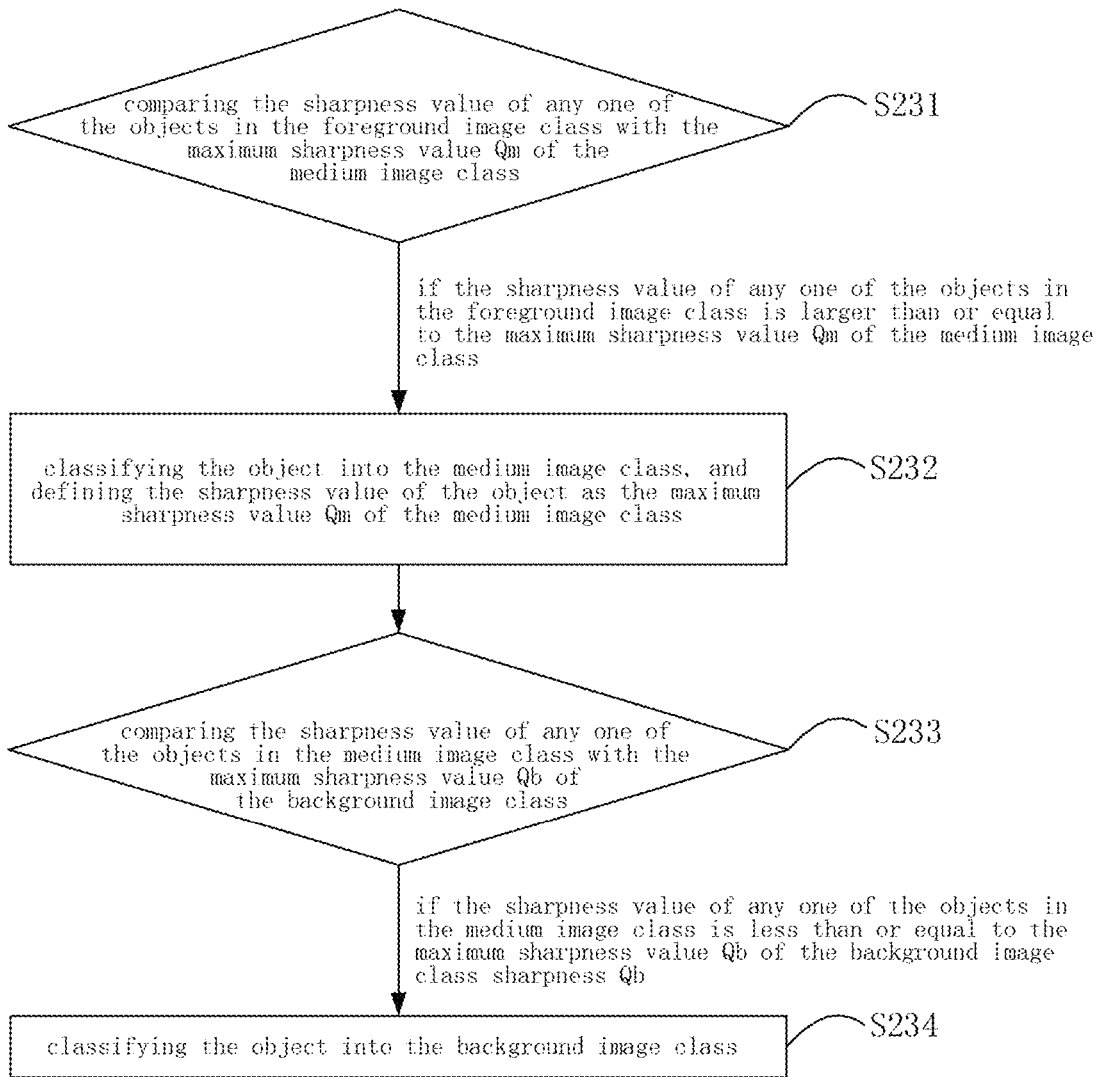 comparing the sharpness value of any one of
the objects in the foreground image class with the
maximum sharpness value Qm of the
medium image class
S231
if the sharpness value of any one of the objects in
the foreground image class is larger than or equal
to the maximum sharpness value Qm of the medium image
class
classifying the object into the medium image class, and
defining the sharpness value of the object as the maximum
sharpness value Qm of the medium image class
S232
comparing the sharpness value of any one of
the objects in the medium image class with the
maximum sharpness value Qb of
the background image class
S233
if the sharpness value of any one of the objects in
the medium image class is less than or equal to the
maximum sharpness value Qb of the background image
class sharpness Qb
classifying the object into the background image class
S234